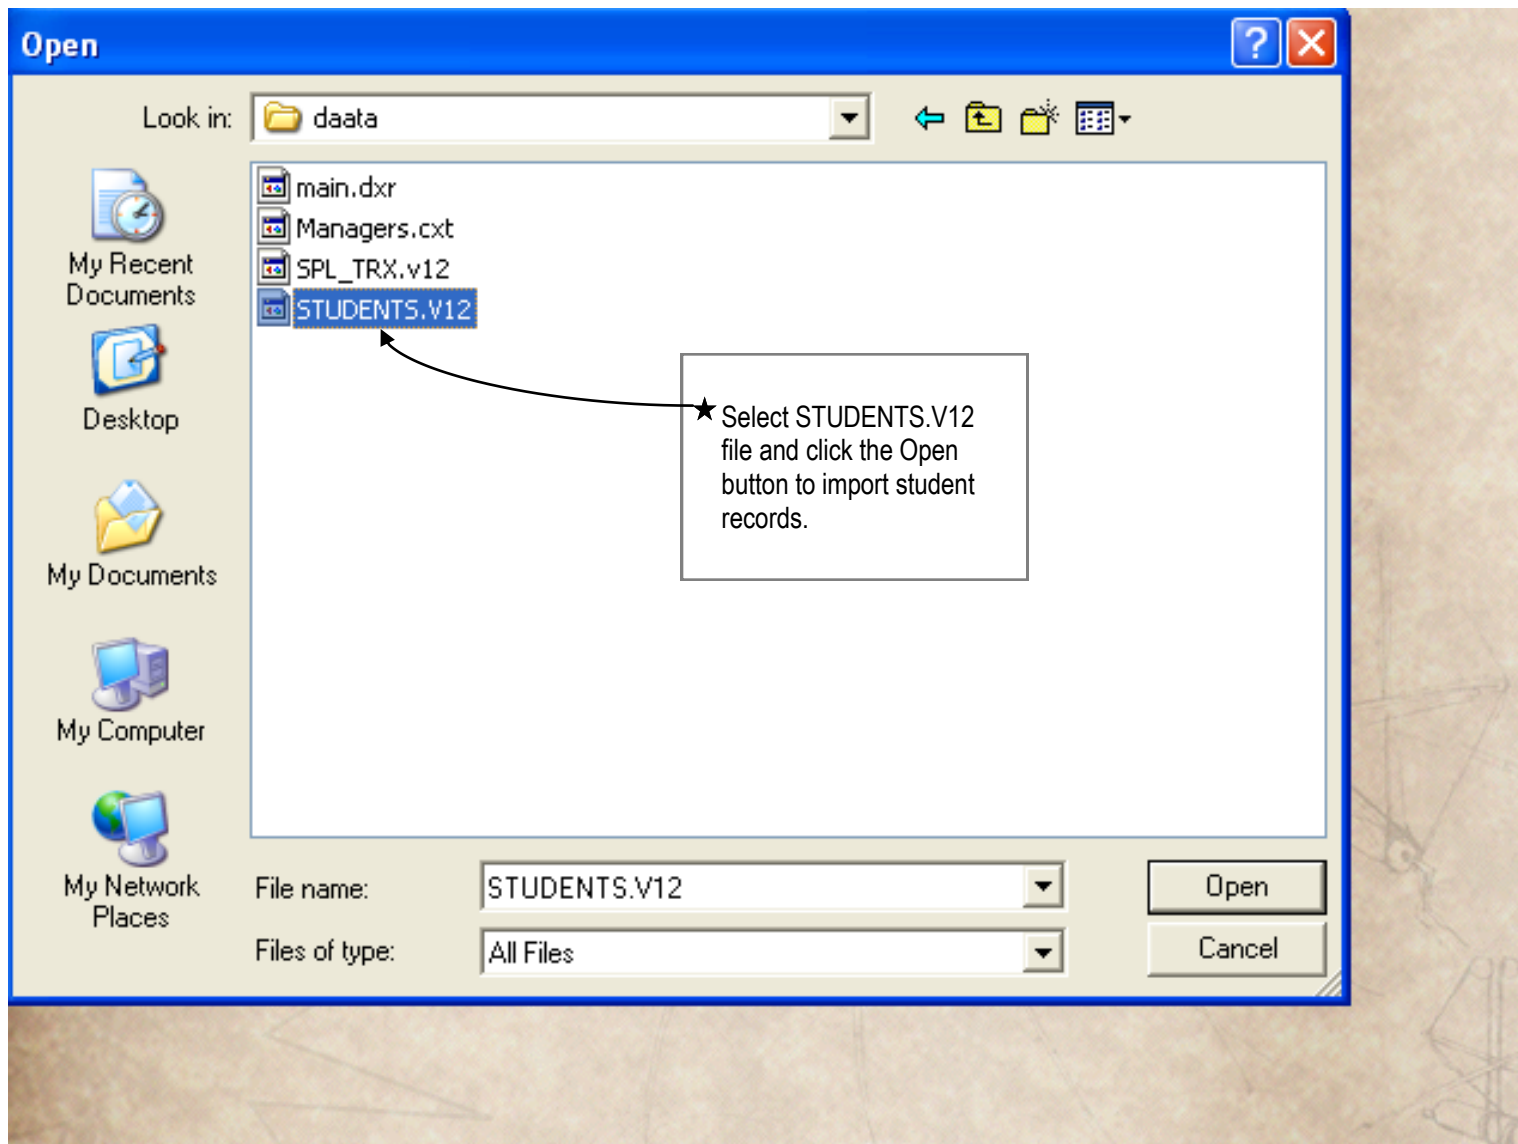 Open
?
Look in:
daata
main.dxr
Managers.cxt
SPL_TRX.v12
STUDENTS.V12
My Recent
Documents
Desktop
My Documents
My Computer
My Network
Places
★ Select STUDENTS.V12
file and click the Open
button to import student
records.
File name:
STUDENTS.V12
Open
Files of type:
All Files
Cancel